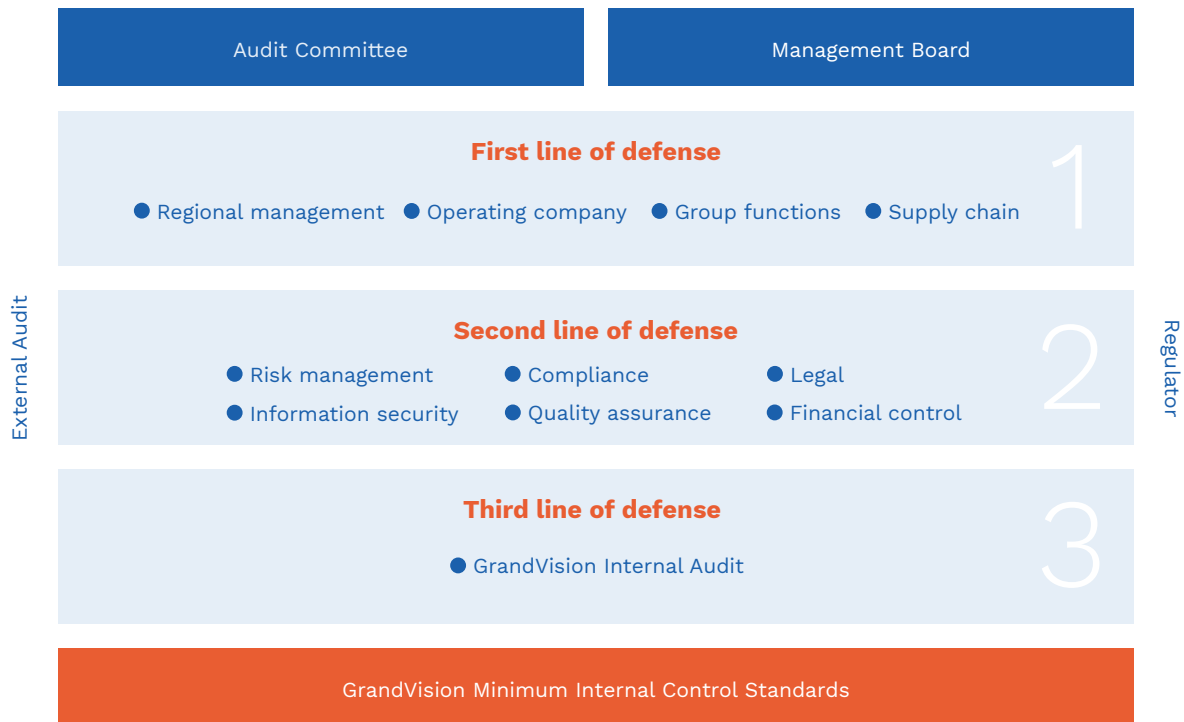 Audit Committee
Management Board
First line of defense
Regional management
Operating company
Group functions
Supply chain
1
External Audit
Second line of defense
Risk management
Compliance
Legal
Information security
Quality assurance
Financial control
2
Regulator
Third line of defense
GrandVision Internal Audit
3
GrandVision Minimum Internal Control Standards